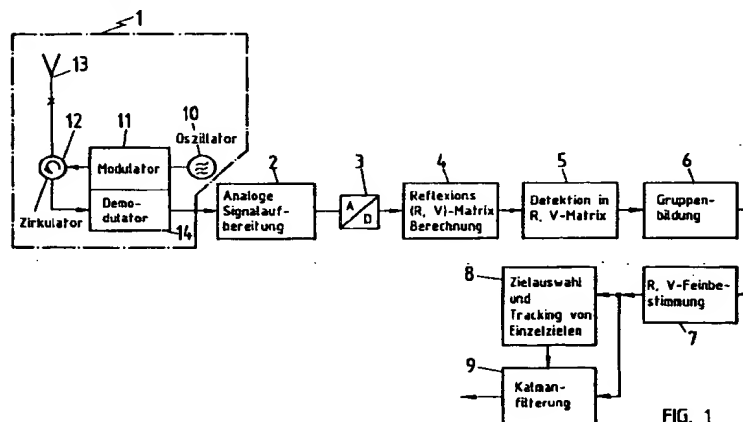 1
13
12
11
10
Oszillator
Modulator
Zirkulator
Demo-
dulator
14
2
Analoge
Signalauf-
bereitung
3
A
D
4
Reflexions
(R, V)-Matrix
Berechnung
5
Detektion in
R, V-Matrix
6
Gruppen-
bildung
7
R, V-Feinbe-
stimmung
8
Zielauswahl
und
Tracking von
Einzelzielen
9
Kalman-
filterung
FIG. 1